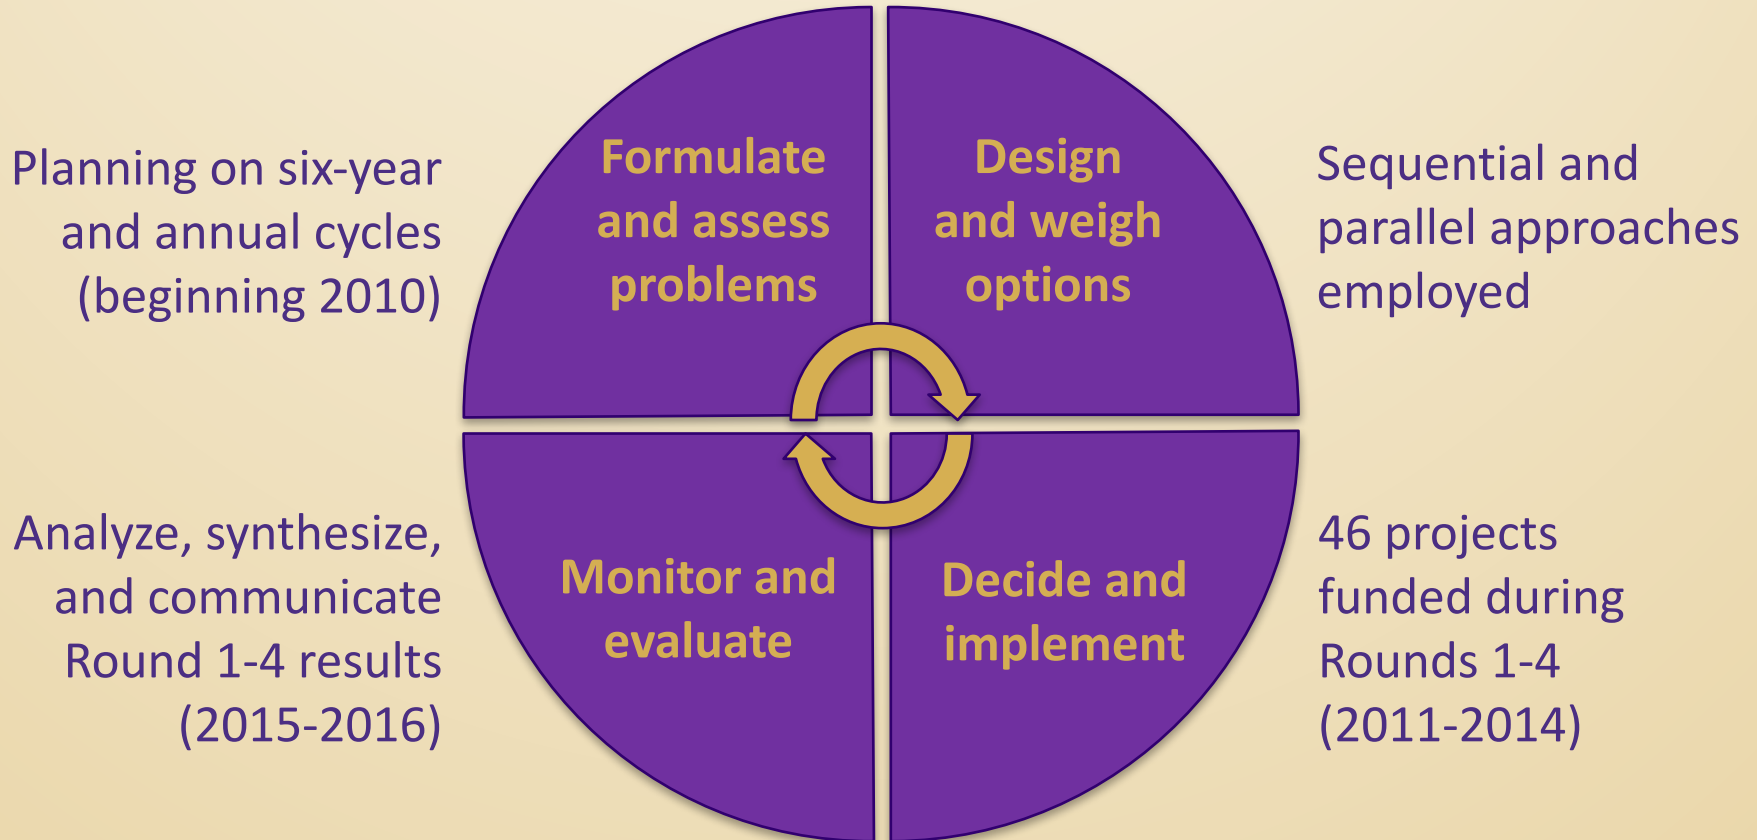 Planning on six-year
and annual cycles
(beginning 2010)
Formulate
and assess
problems
Design
and weigh
options
Sequential and
parallel approaches
employed
Analyze, synthesize,
and communicate
Round 1-4 results
(2015-2016)
Monitor and
evaluate
Decide and
implement
46 projects
funded during
Rounds 1-4
(2011-2014)